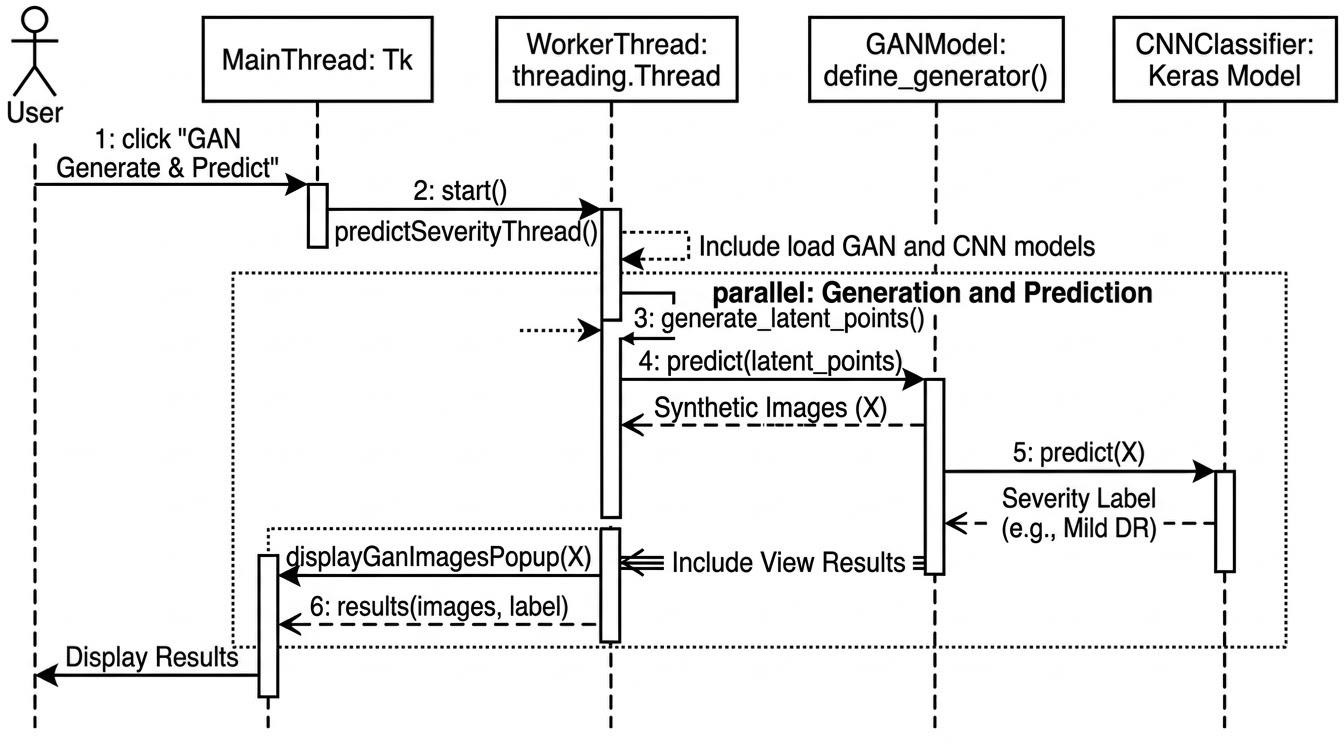 User
MainThread: Tk
WorkerThread:
threading.Thread
GANModel:
define_generator()
CNNClassifier:
Keras Model
1: click "GAN
Generate & Predict"
2: start()
predictSeverityThread()
Include load GAN and CNN models
parallel: Generation and Prediction
3: generate_latent_points()
4: predict(latent_points)
Synthetic Images (X)
5: predict(X)
Severity Label
(e.g., Mild DR)
displayGanImagesPopup(X)
Include View Results
6: results(images, label)
Display Results